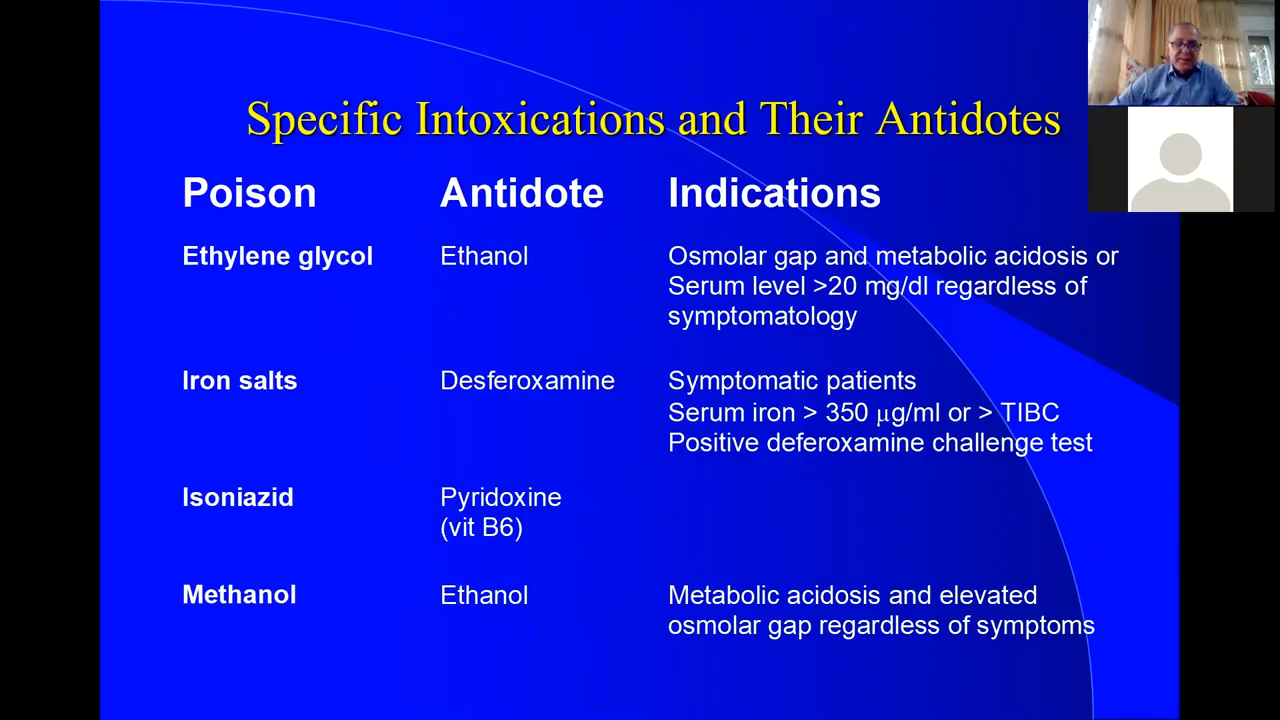 Specific Intoxications and Their Antidotes
Poison Antidote Indications
Ethylene glycol Ethanol Osmolar gap and metabolic acidosis or
Serum level >20 mg/dl regardless of
symptomatology
Iron salts Desferoxamine Symptomatic patients
Serum iron > 350 μg/ml or > TIBC
Positive deferoxamine challenge test
Isoniazid Pyridoxine
(vit B6)
Methanol Ethanol Metabolic acidosis and elevated
osmolar gap regardless of symptoms